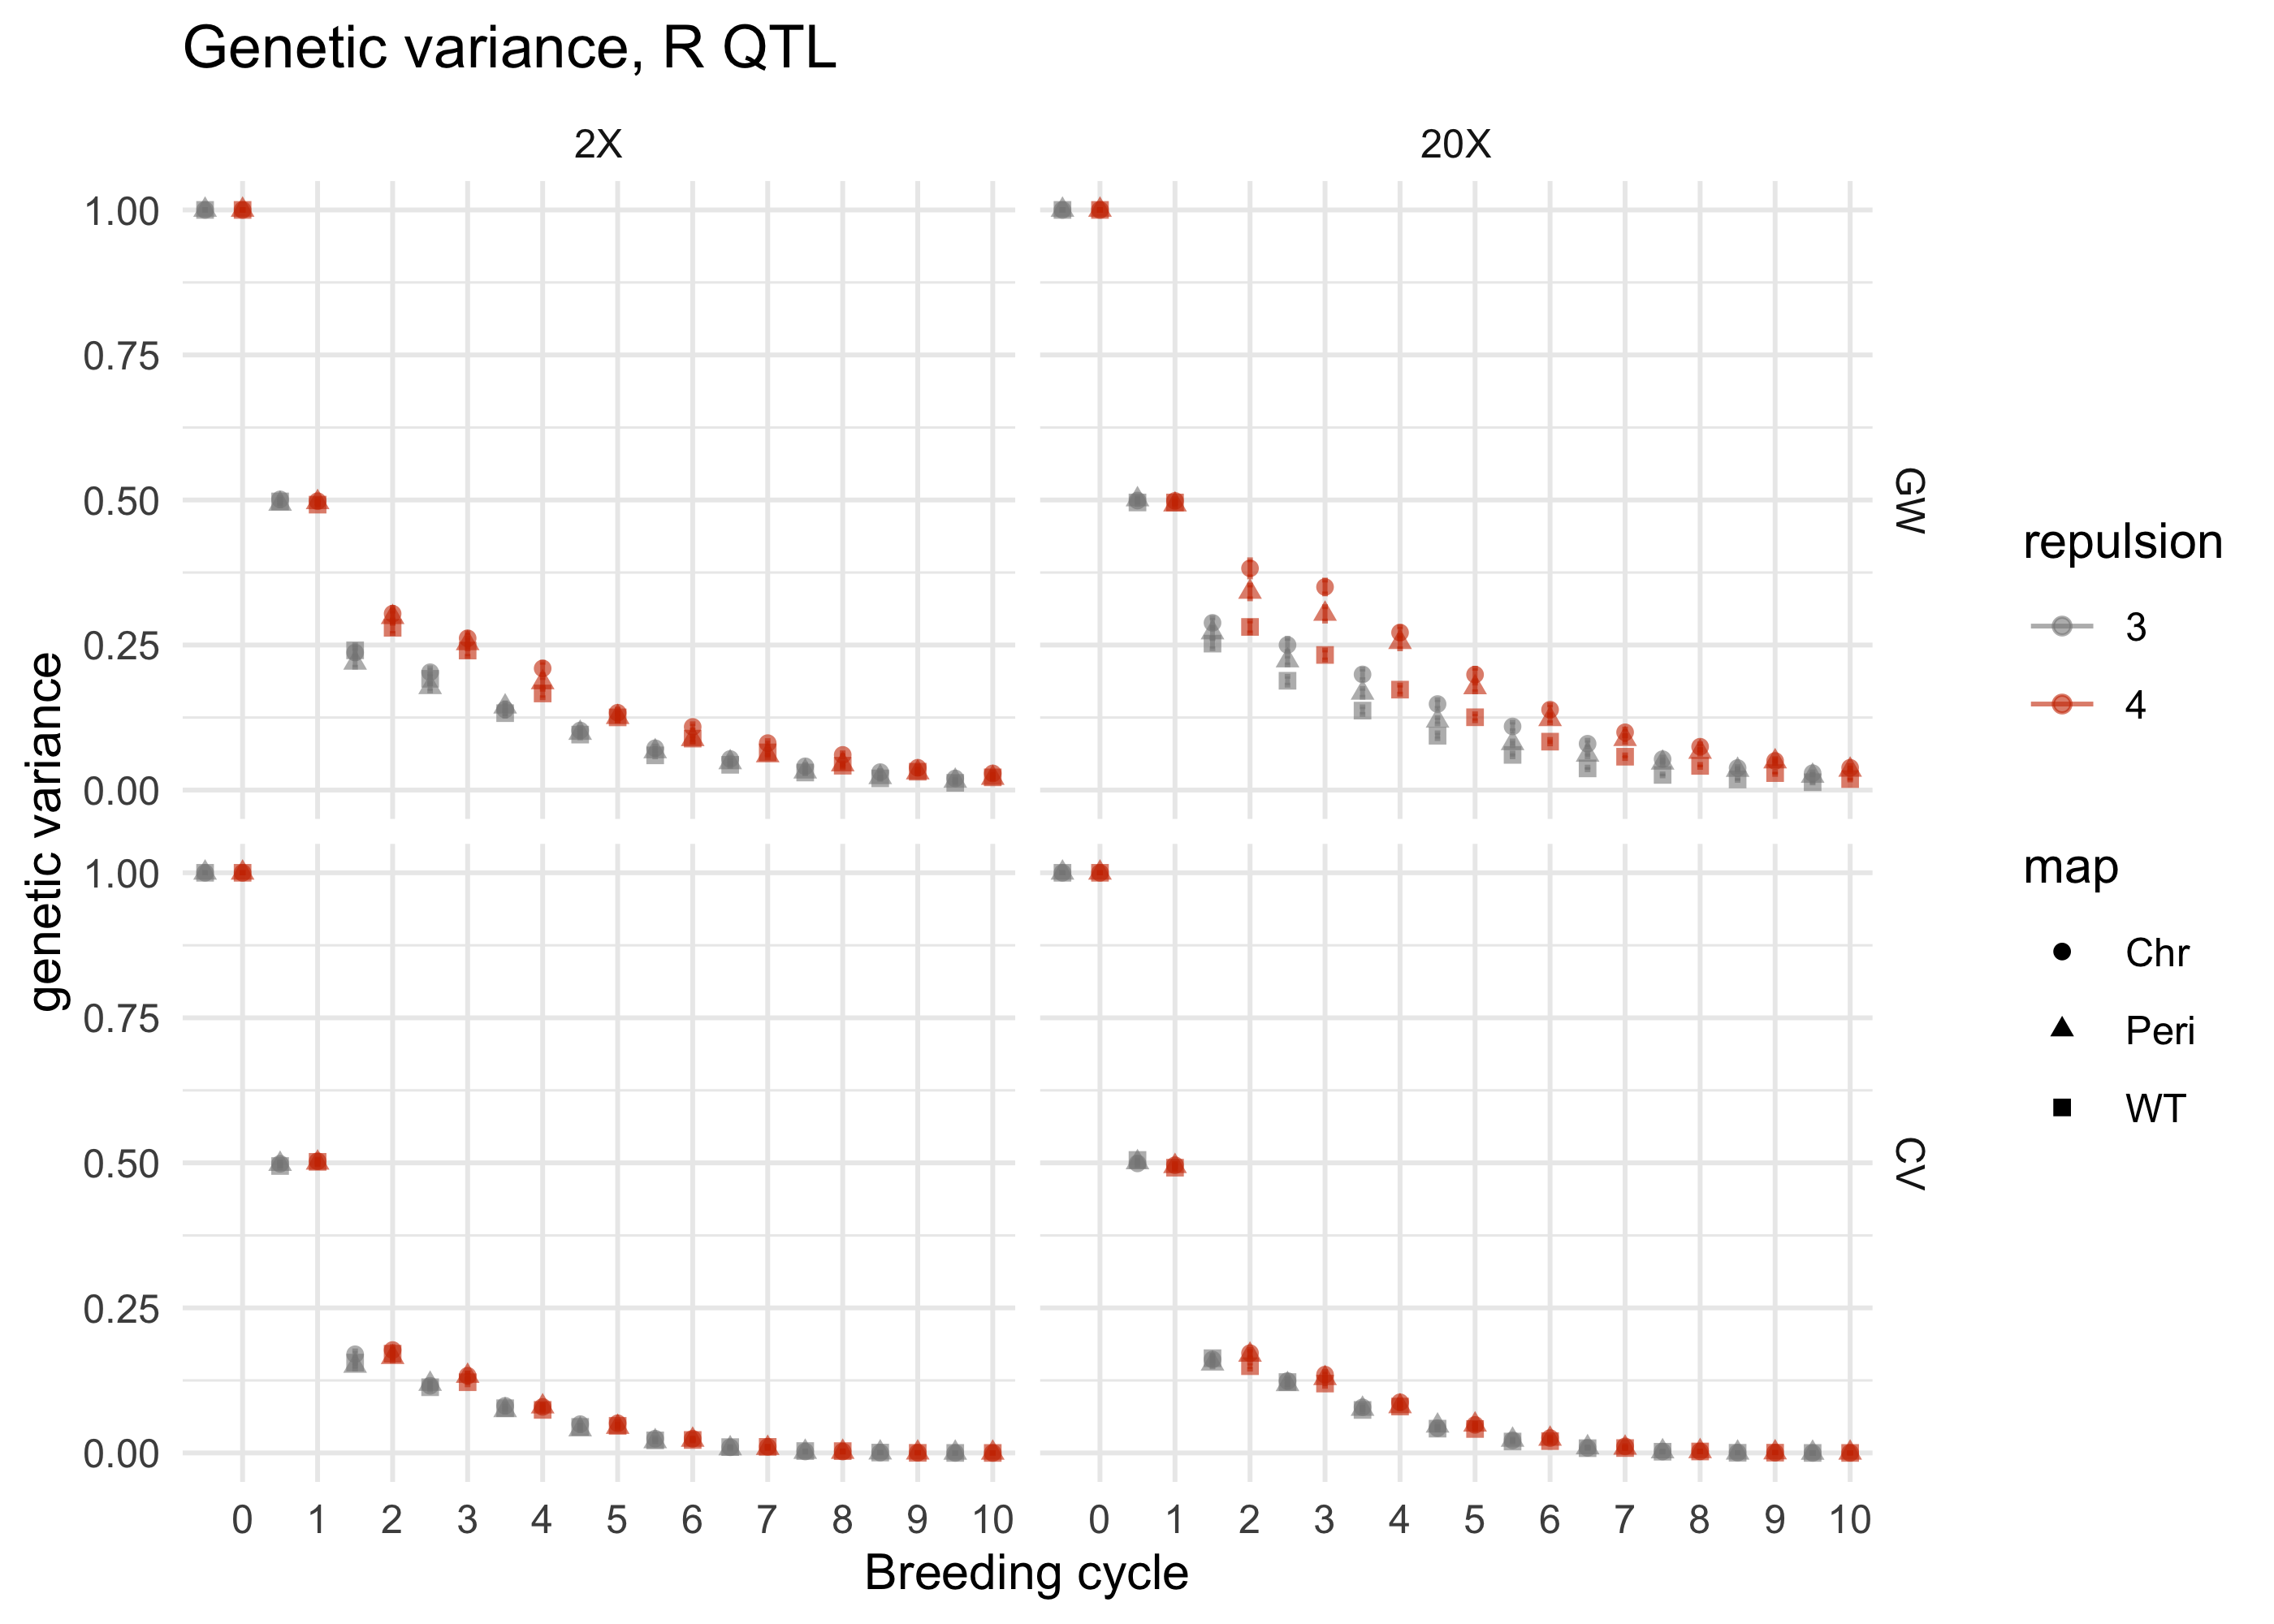 Genetic variance, R QTL
2X
20X
1.00
0.75
0.50
0.25
0.00
GW
1.00
0.75
0.50
0.25
0.00
CV
genetic variance
0 1 2 3 4 5 6 7 8 9 10
0 1 2 3 4 5 6 7 8 9 10
Breeding cycle
repulsion
3
4
map
Chr
Peri
WT